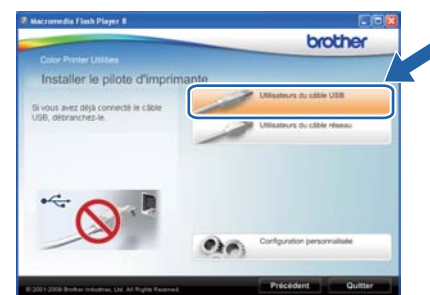 Macromedia Flash Player 8
brother
Color Printer Utilities
Installer le pilote d'imprimante
Si vous avez déjà connecté le câble
USB, débranchez-le.
Utilisateurs du câble USB
Utilisateurs du câble réseau
Configuration personnalisée
© 2001-2008 Brother Industries, Ltd. All Rights Reserved.
Précédent
Quitter